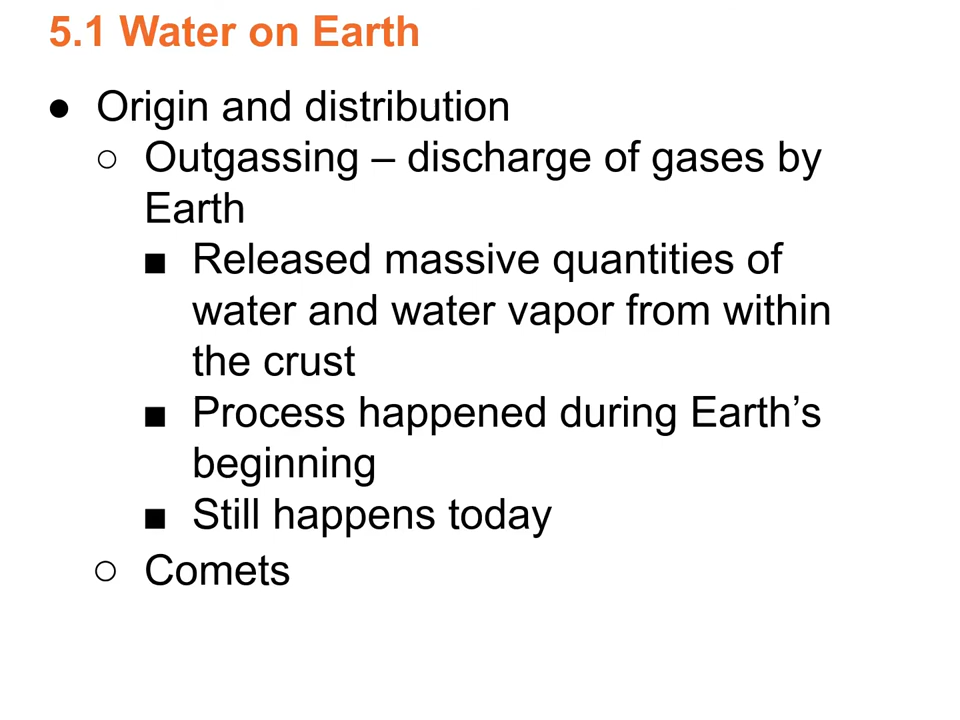 5.1 Water on Earth
● Origin and distribution
○ Outgassing – discharge of gases by
Earth
■ Released massive quantities of
water and water vapor from within
the crust
■ Process happened during Earth’s
beginning
■ Still happens today
○ Comets